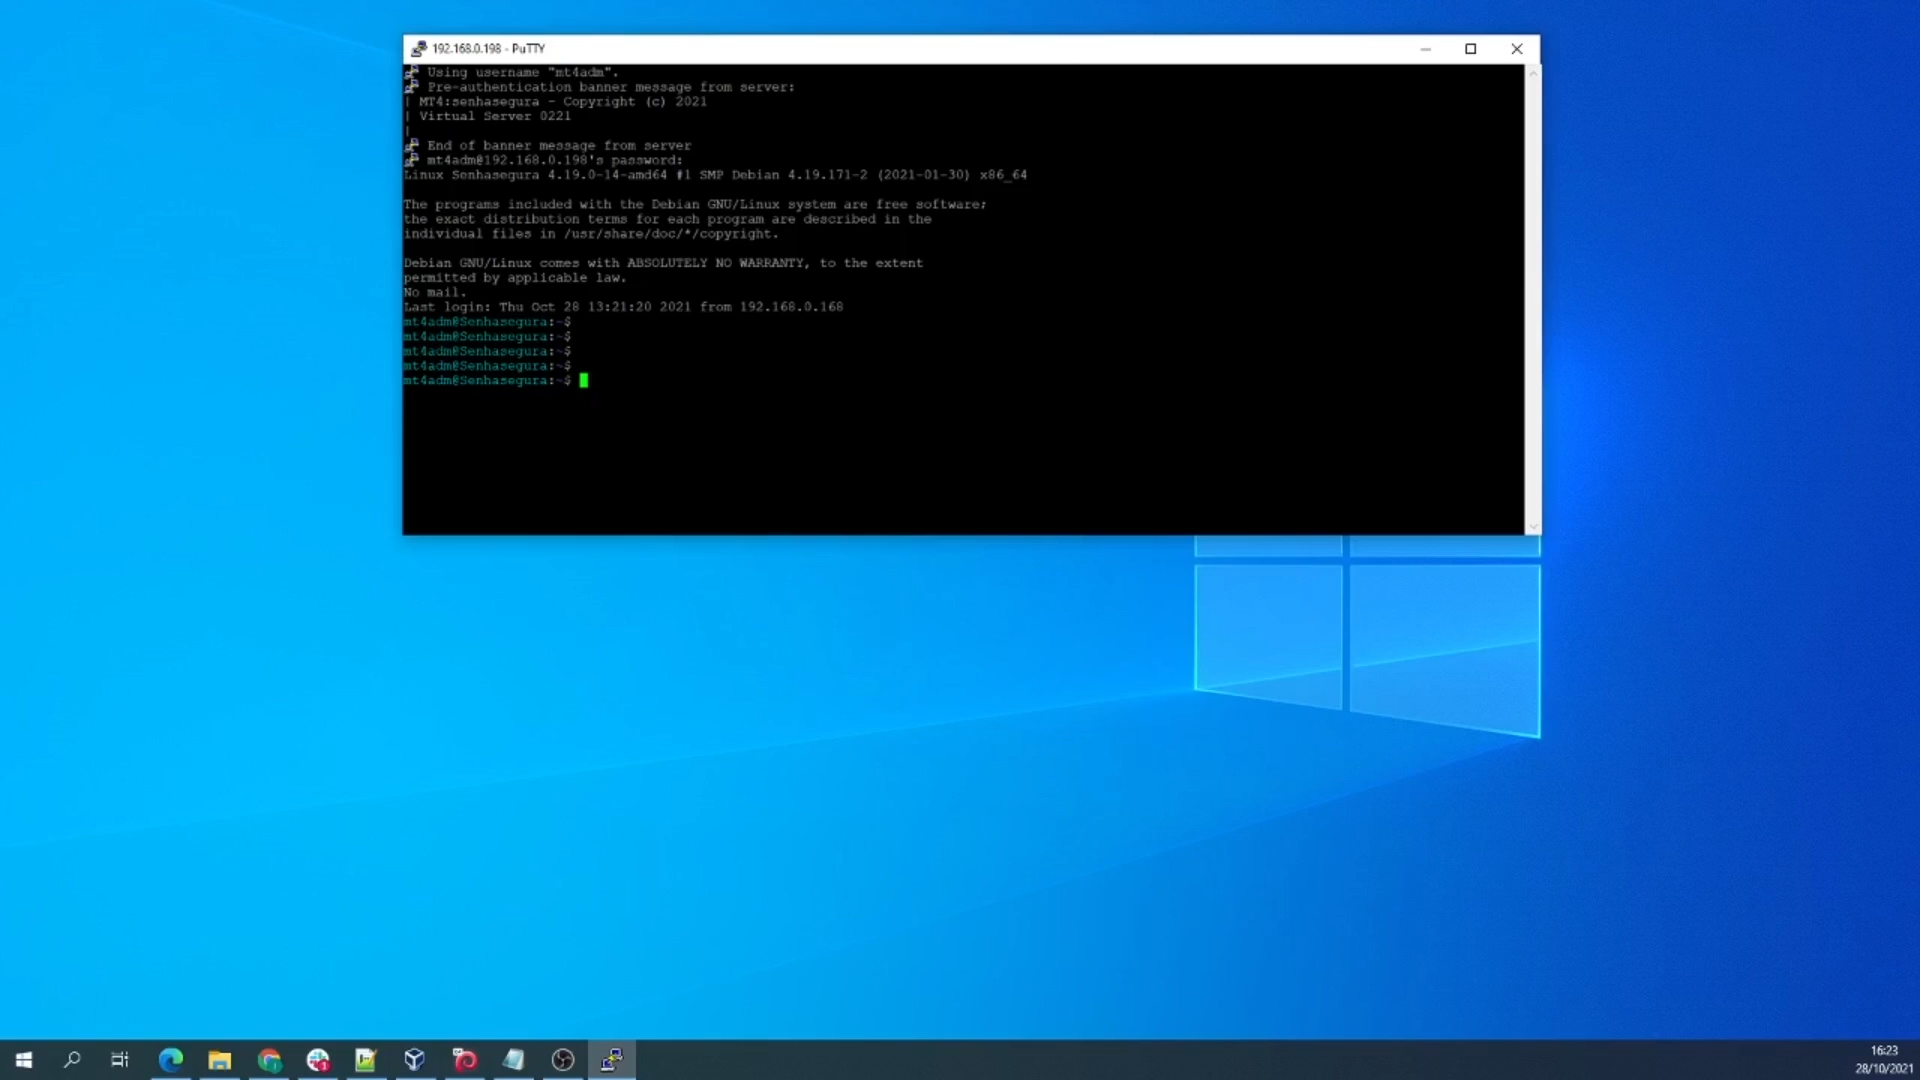 192.168.0.198 - PuTTY
Using username "mt4adm".
Pre-authentication banner message from server:
| MT4:senhasegura - Copyright (c) 2021
| Virtual Server 0221
|
End of banner message from server
mt4adm@192.168.0.198's password:
Linux Senhasegura 4.19.0-14-amd64 #1 SMP Debian 4.19.171-2 (2021-01-30) x86_64
The programs included with the Debian GNU/Linux system are free software;
the exact distribution terms for each program are described in the
individual files in /usr/share/doc/*/copyright.
Debian GNU/Linux comes with ABSOLUTELY NO WARRANTY, to the extent
permitted by applicable law.
No mail.
Last login: Thu Oct 28 13:21:20 2021 from 192.168.0.168
mt4adm@Senhasegura:~$
mt4adm@Senhasegura:~$
mt4adm@Senhasegura:~$
mt4adm@Senhasegura:~$
mt4adm@Senhasegura:~$
16:23
28/10/2021